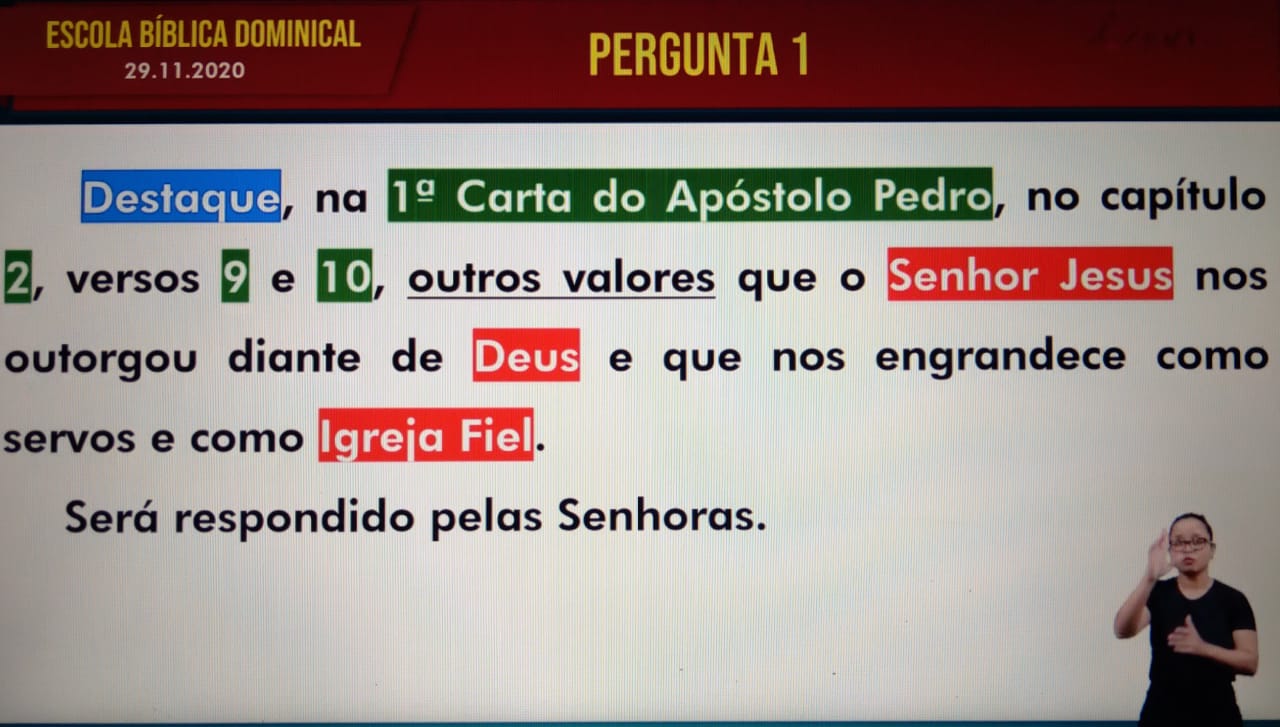 ESCOLA BÍBLICA DOMINICAL
29.11.2020
PERGUNTA 1
Destaque, na 1ª Carta do Apóstolo Pedro, no capítulo
2, versos 9 e 10, outros valores que o Senhor Jesus nos
outorgou diante de Deus e que nos engrandece como
servos e como Igreja Fiel.
Será respondido pelas Senhoras.